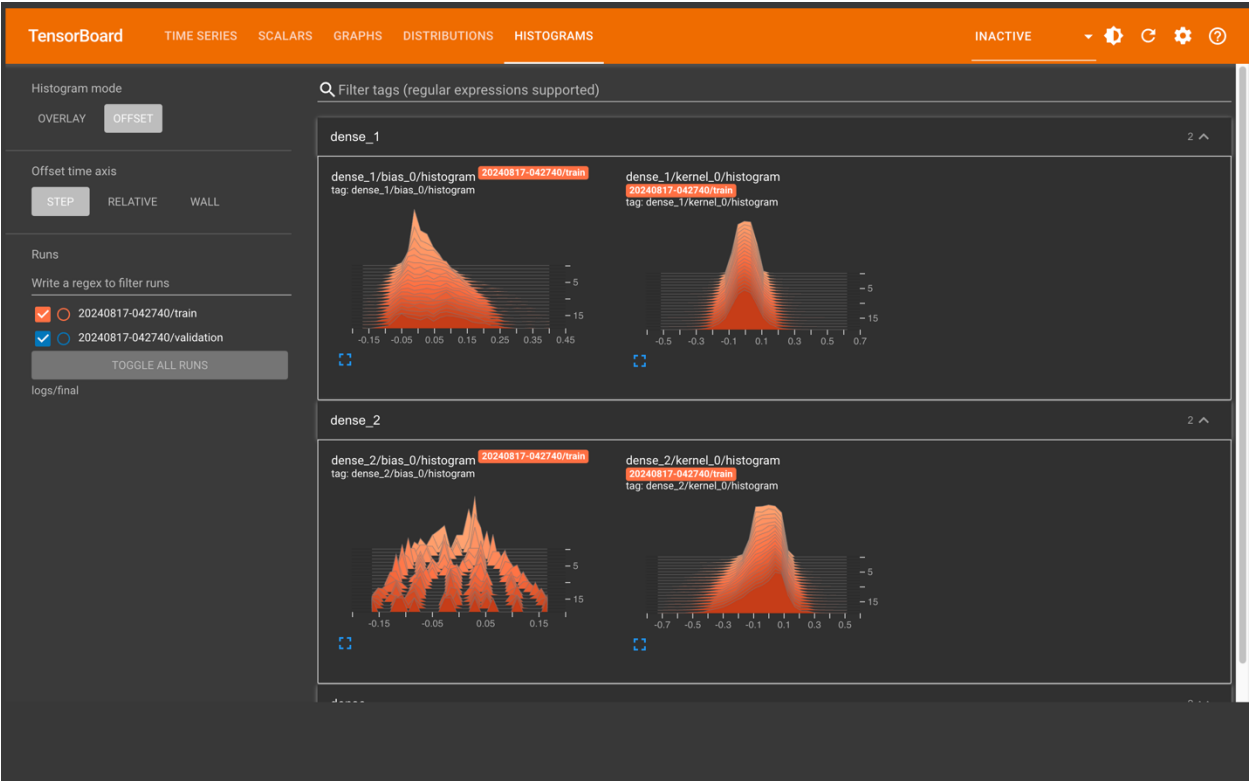 TensorBoard TIME SERIES SCALARS GRAPHS DISTRIBUTIONS HISTOGRAMS INACTIVE
Histogram mode
OVERLAY OFFSET
Offset time axis
STEP RELATIVE WALL
Runs
Write a regex to filter runs
20240817-042740/train
20240817-042740/validation
TOGGLE ALL RUNS
logs/final
Filter tags (regular expressions supported)
dense_1 2
dense_1/bias_0/histogram 20240817-042740/train
tag: dense_1/bias_0/histogram
5
15
-0.15 -0.05 0.05 0.15 0.25 0.35 0.45
dense_1/kernel_0/histogram
20240817-042740/train
tag: dense_1/kernel_0/histogram
5
15
-0.5 -0.3 -0.1 0.1 0.3 0.5 0.7
dense_2 2
dense_2/bias_0/histogram 20240817-042740/train
tag: dense_2/bias_0/histogram
5
15
-0.15 -0.05 0.05 0.15
dense_2/kernel_0/histogram
20240817-042740/train
tag: dense_2/kernel_0/histogram
5
15
-0.7 -0.5 -0.3 -0.1 0.1 0.3 0.5